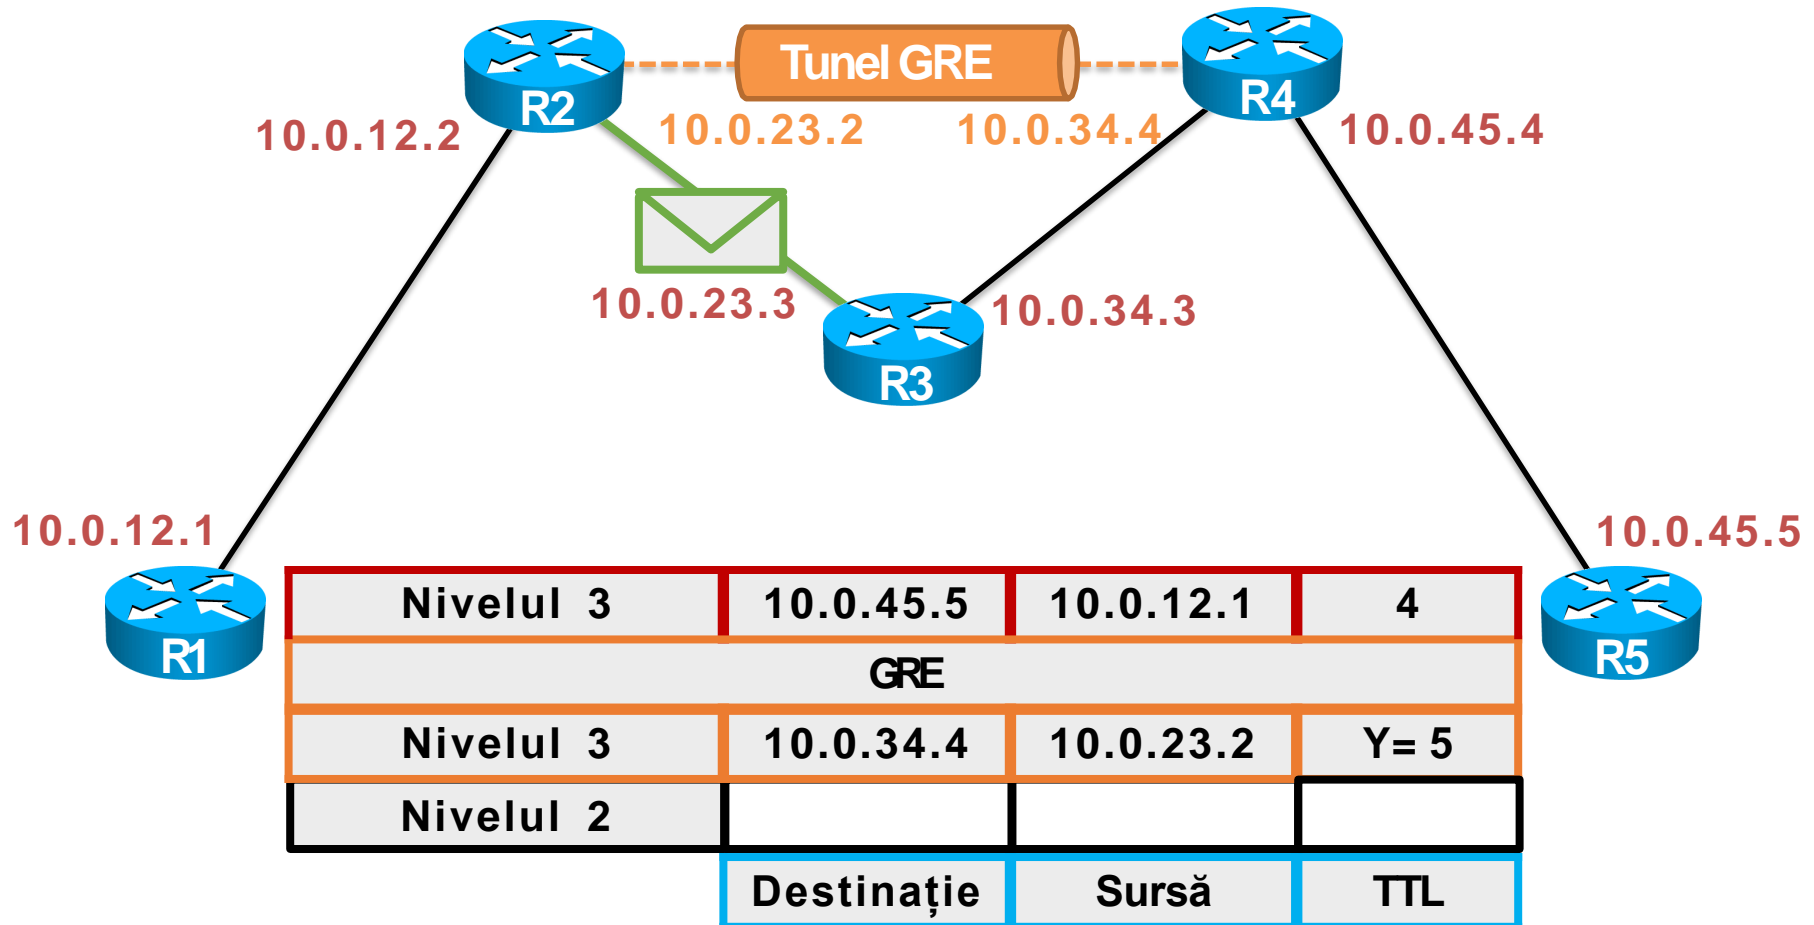 Tunel GRE
R2
R4
10.0.12.2
10.0.23.2
10.0.34.4
10.0.45.4
10.0.23.3
10.0.34.3
R3
10.0.12.1
10.0.45.5
R1
R5
Nivelul 3 10.0.45.5 10.0.12.1 4
GRE
Nivelul 3 10.0.34.4 10.0.23.2 Y= 5
Nivelul 2
Destinație Sursă TTL